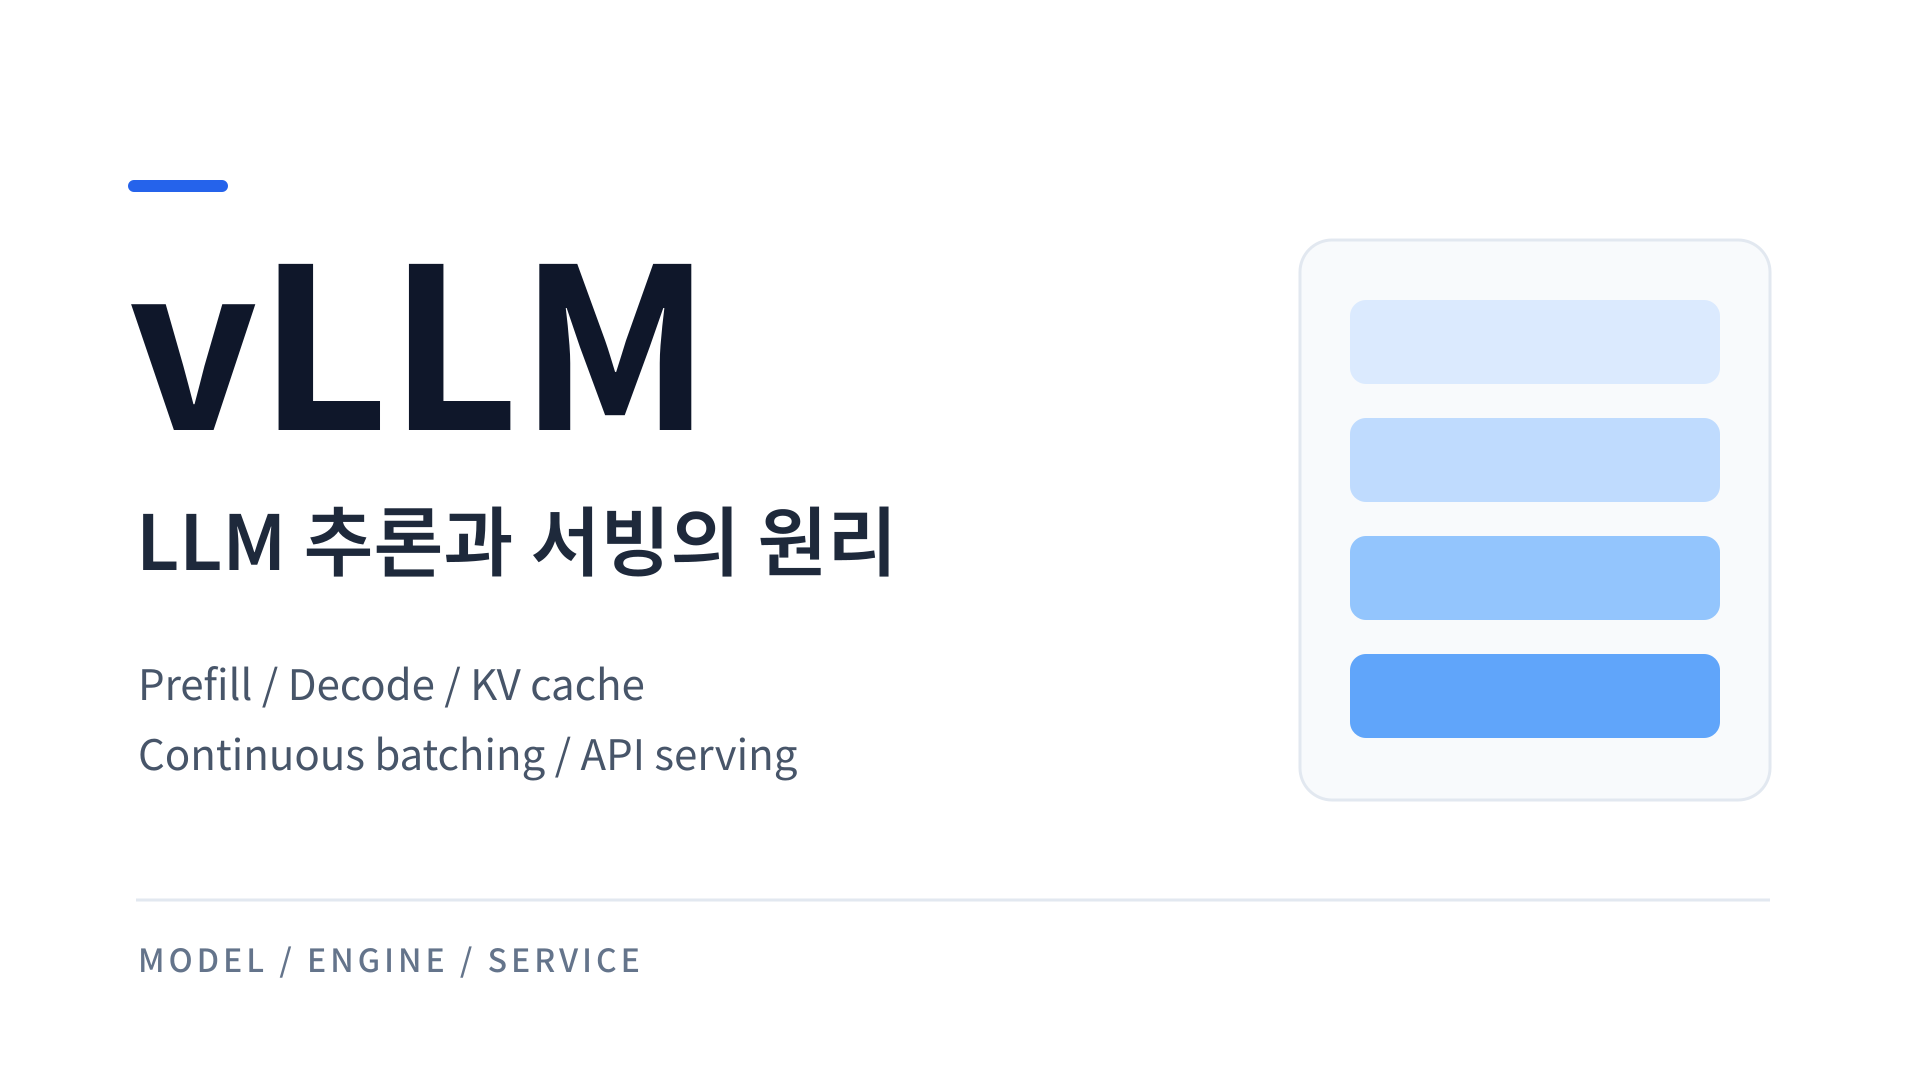 vLLM
LLM 추론과 서빙의 원리
Prefill / Decode / KV cache
Continuous batching / API serving
MODEL / ENGINE / SERVICE